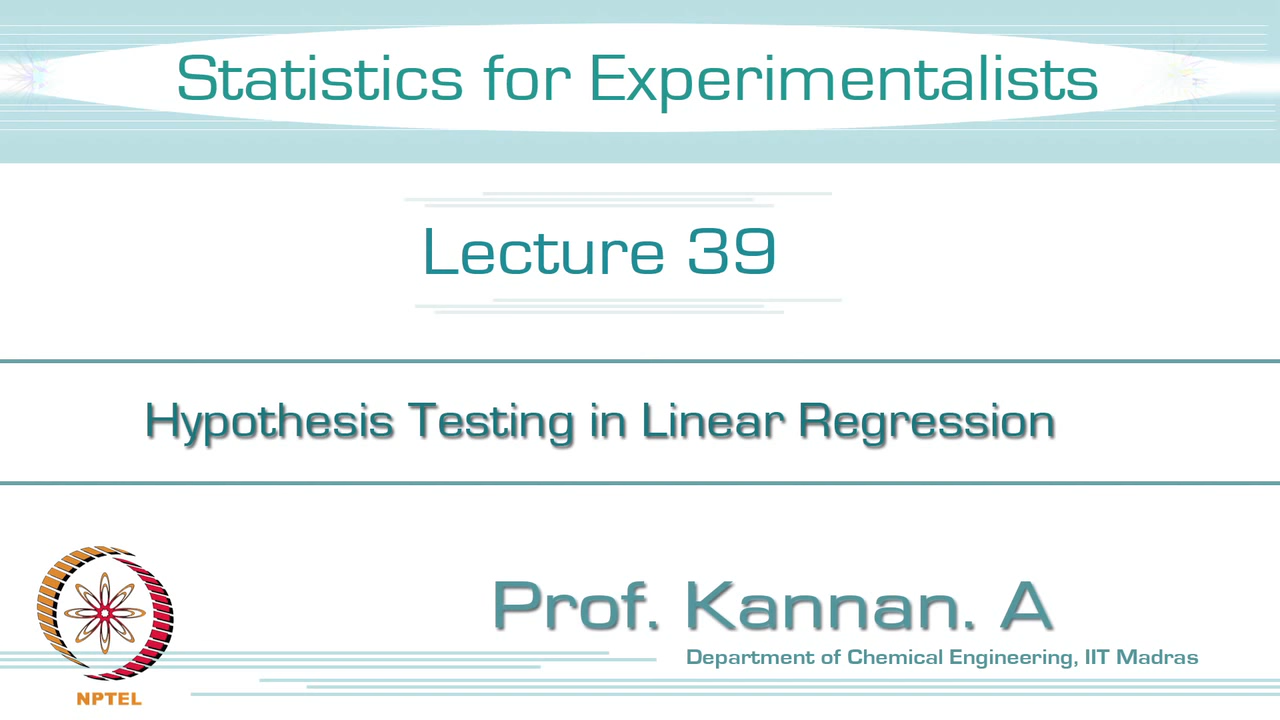 Statistics for Experimentalists
Lecture 39
Hypothesis Testing in Linear Regression
Prof. Kannan. A
Department of Chemical Engineering, IIT Madras
NPTEL